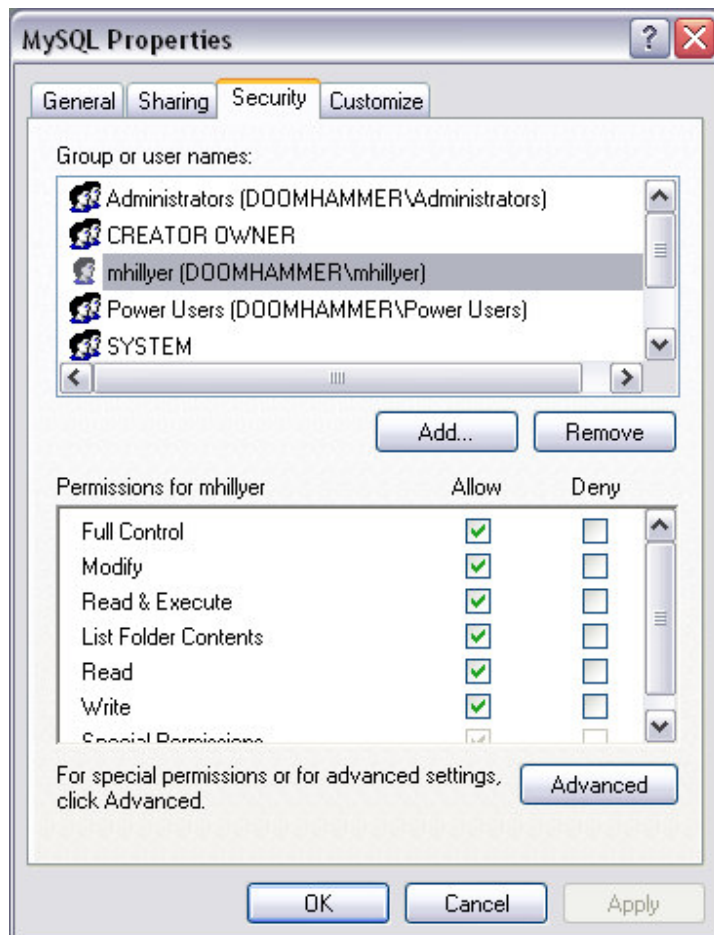 MySQL Properties
General Sharing Security Customize
Group or user names:
Administrators (DOOMHAMMER\Administrators)
CREATOR OWNER
mhillyer (DOOMHAMMER\mhillyer)
Power Users (DOOMHAMMER\Power Users)
SYSTEM
Add... Remove
Permissions for mhillyer Allow Deny
Full Control
Modify
Read & Execute
List Folder Contents
Read
Write
Special Permissions
For special permissions or for advanced settings,
click Advanced.
Advanced
OK Cancel Apply